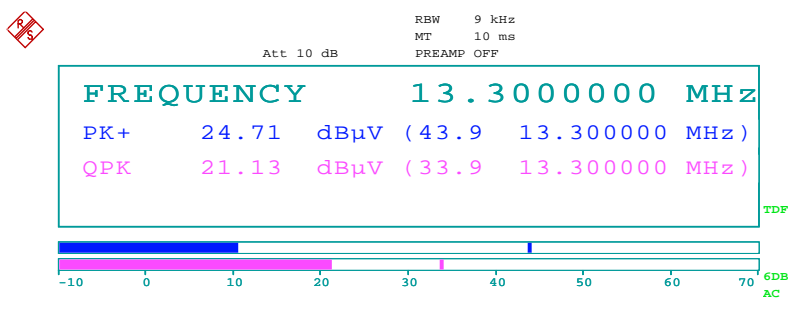 R&S
RBW 9 kHz
MT 10 ms
Att 10 dB PREAMP OFF
FREQUENCY 13.3000000 MHz
PK+ 24.71 dBµV (43.9 13.300000 MHz)
QPK 21.13 dBµV (33.9 13.300000 MHz)
TDF
-10 0 10 20 30 40 50 60 70
6DB
AC